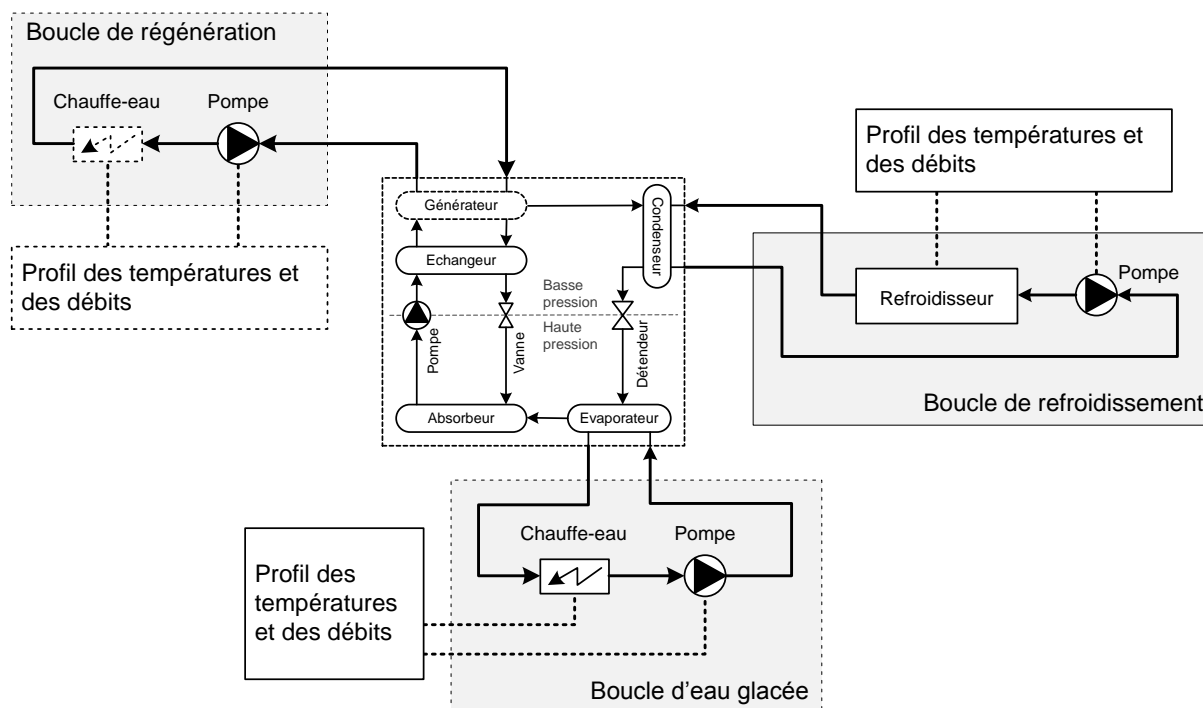 Boucle de régénération
Chauffe-eau
Pompe
Profil des températures et
des débits
Générateur
Echangeur
Condenseur
Basse
pression
Haute
pression
Pompe
Vanne
Détendeur
Absorbeur
Evaporateur
Profil des températures et
des débits
Refroidisseur
Pompe
Boucle de refroidissement
Chauffe-eau
Pompe
Profil des
températures
et des débits
Boucle d'eau glacée